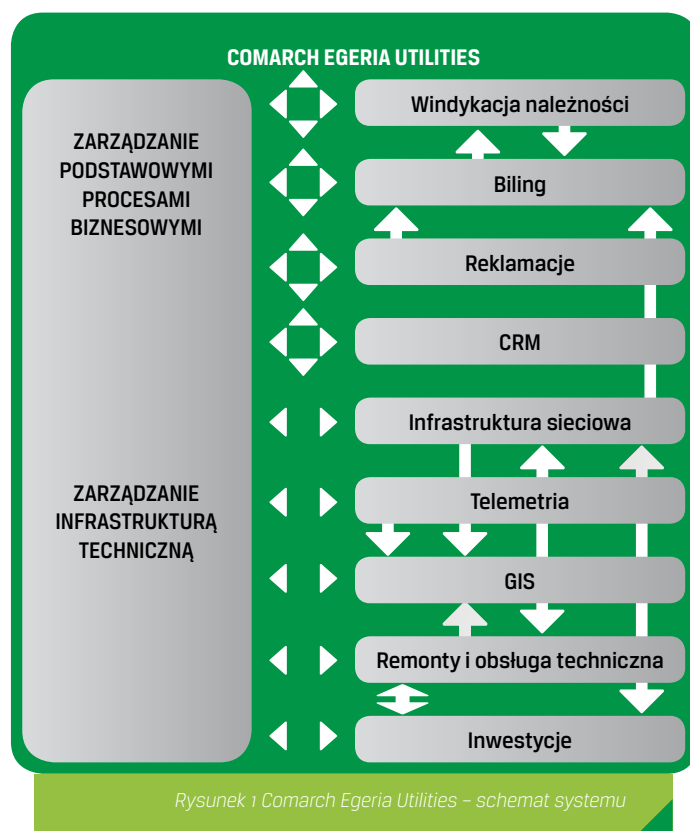 COMARCH EGERIA UTILITIES
ZARZĄDZANIE
PODSTAWOWYMI
PROCESAMI
BIZNESOWYMI
ZARZĄDZANIE
INFRASTRUKTURĄ
TECHNICZNĄ
Windykacja należności
Biling
Reklamacje
CRM
Infrastruktura sieciowa
Telemetria
GIS
Remonty i obsługa techniczna
Inwestycje
Rysunek 1 Comarch Egeria Utilities – schemat systemu